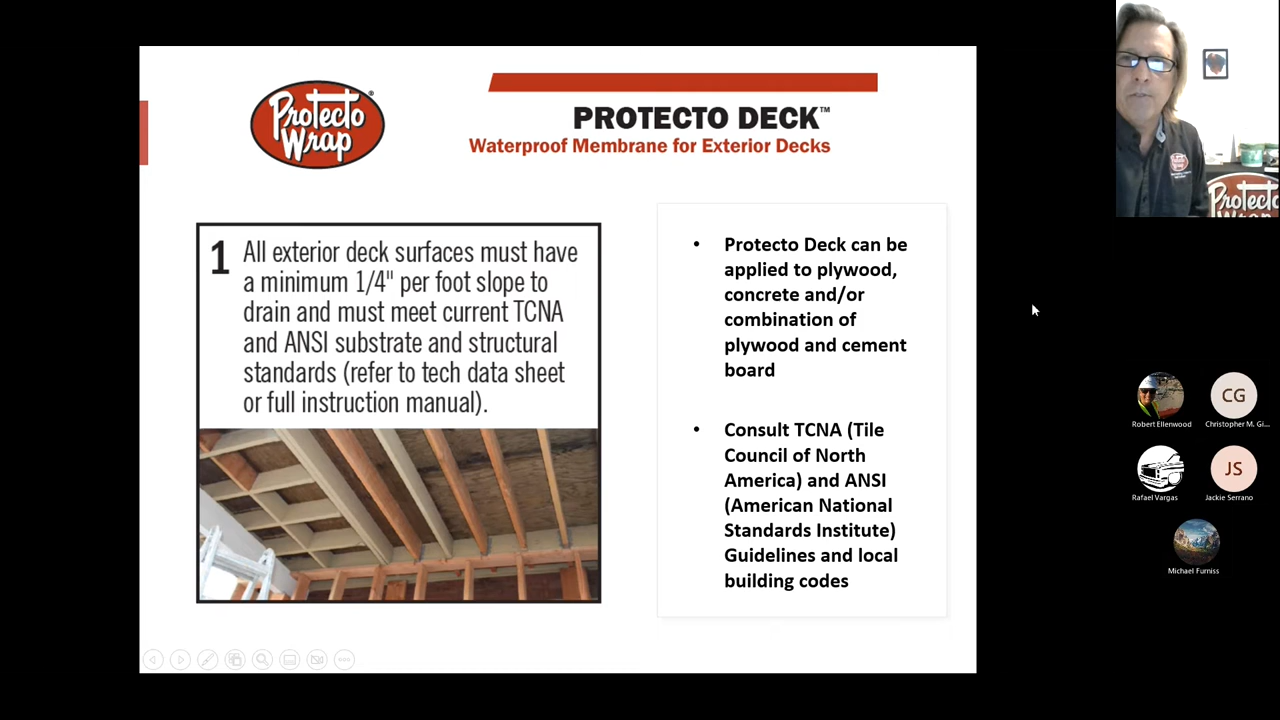 Protecto
Wrap
®
PROTECTO DECK™
Waterproof Membrane for Exterior Decks
1 All exterior deck surfaces must have
a minimum 1/4" per foot slope to
drain and must meet current TCNA
and ANSI substrate and structural
standards (refer to tech data sheet
or full instruction manual).
• Protecto Deck can be
applied to plywood,
concrete and/or
combination of
plywood and cement
board
• Consult TCNA (Tile
Council of North
America) and ANSI
(American National
Standards Institute)
Guidelines and local
building codes
Protecto
Wrap
CG
Robert Ellenwood
Christopher M. Gi...
JS
Rafael Vargas
Jackie Serrano
Michael Furniss